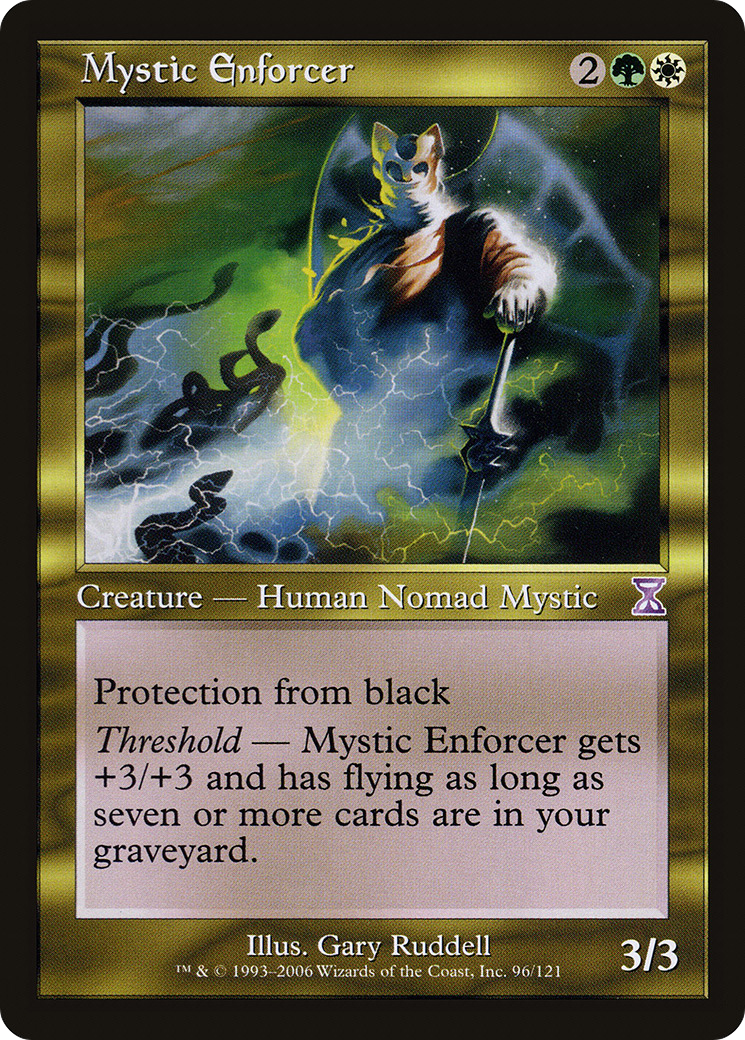 Mystic Enforcer 2
Creature — Human Nomad Mystic
Protection from black
Threshold — Mystic Enforcer gets
+3/+3 and has flying as long as
seven or more cards are in your
graveyard.
Illus. Gary Ruddell
™ & © 1993–2006 Wizards of the Coast, Inc. 96/121
3/3